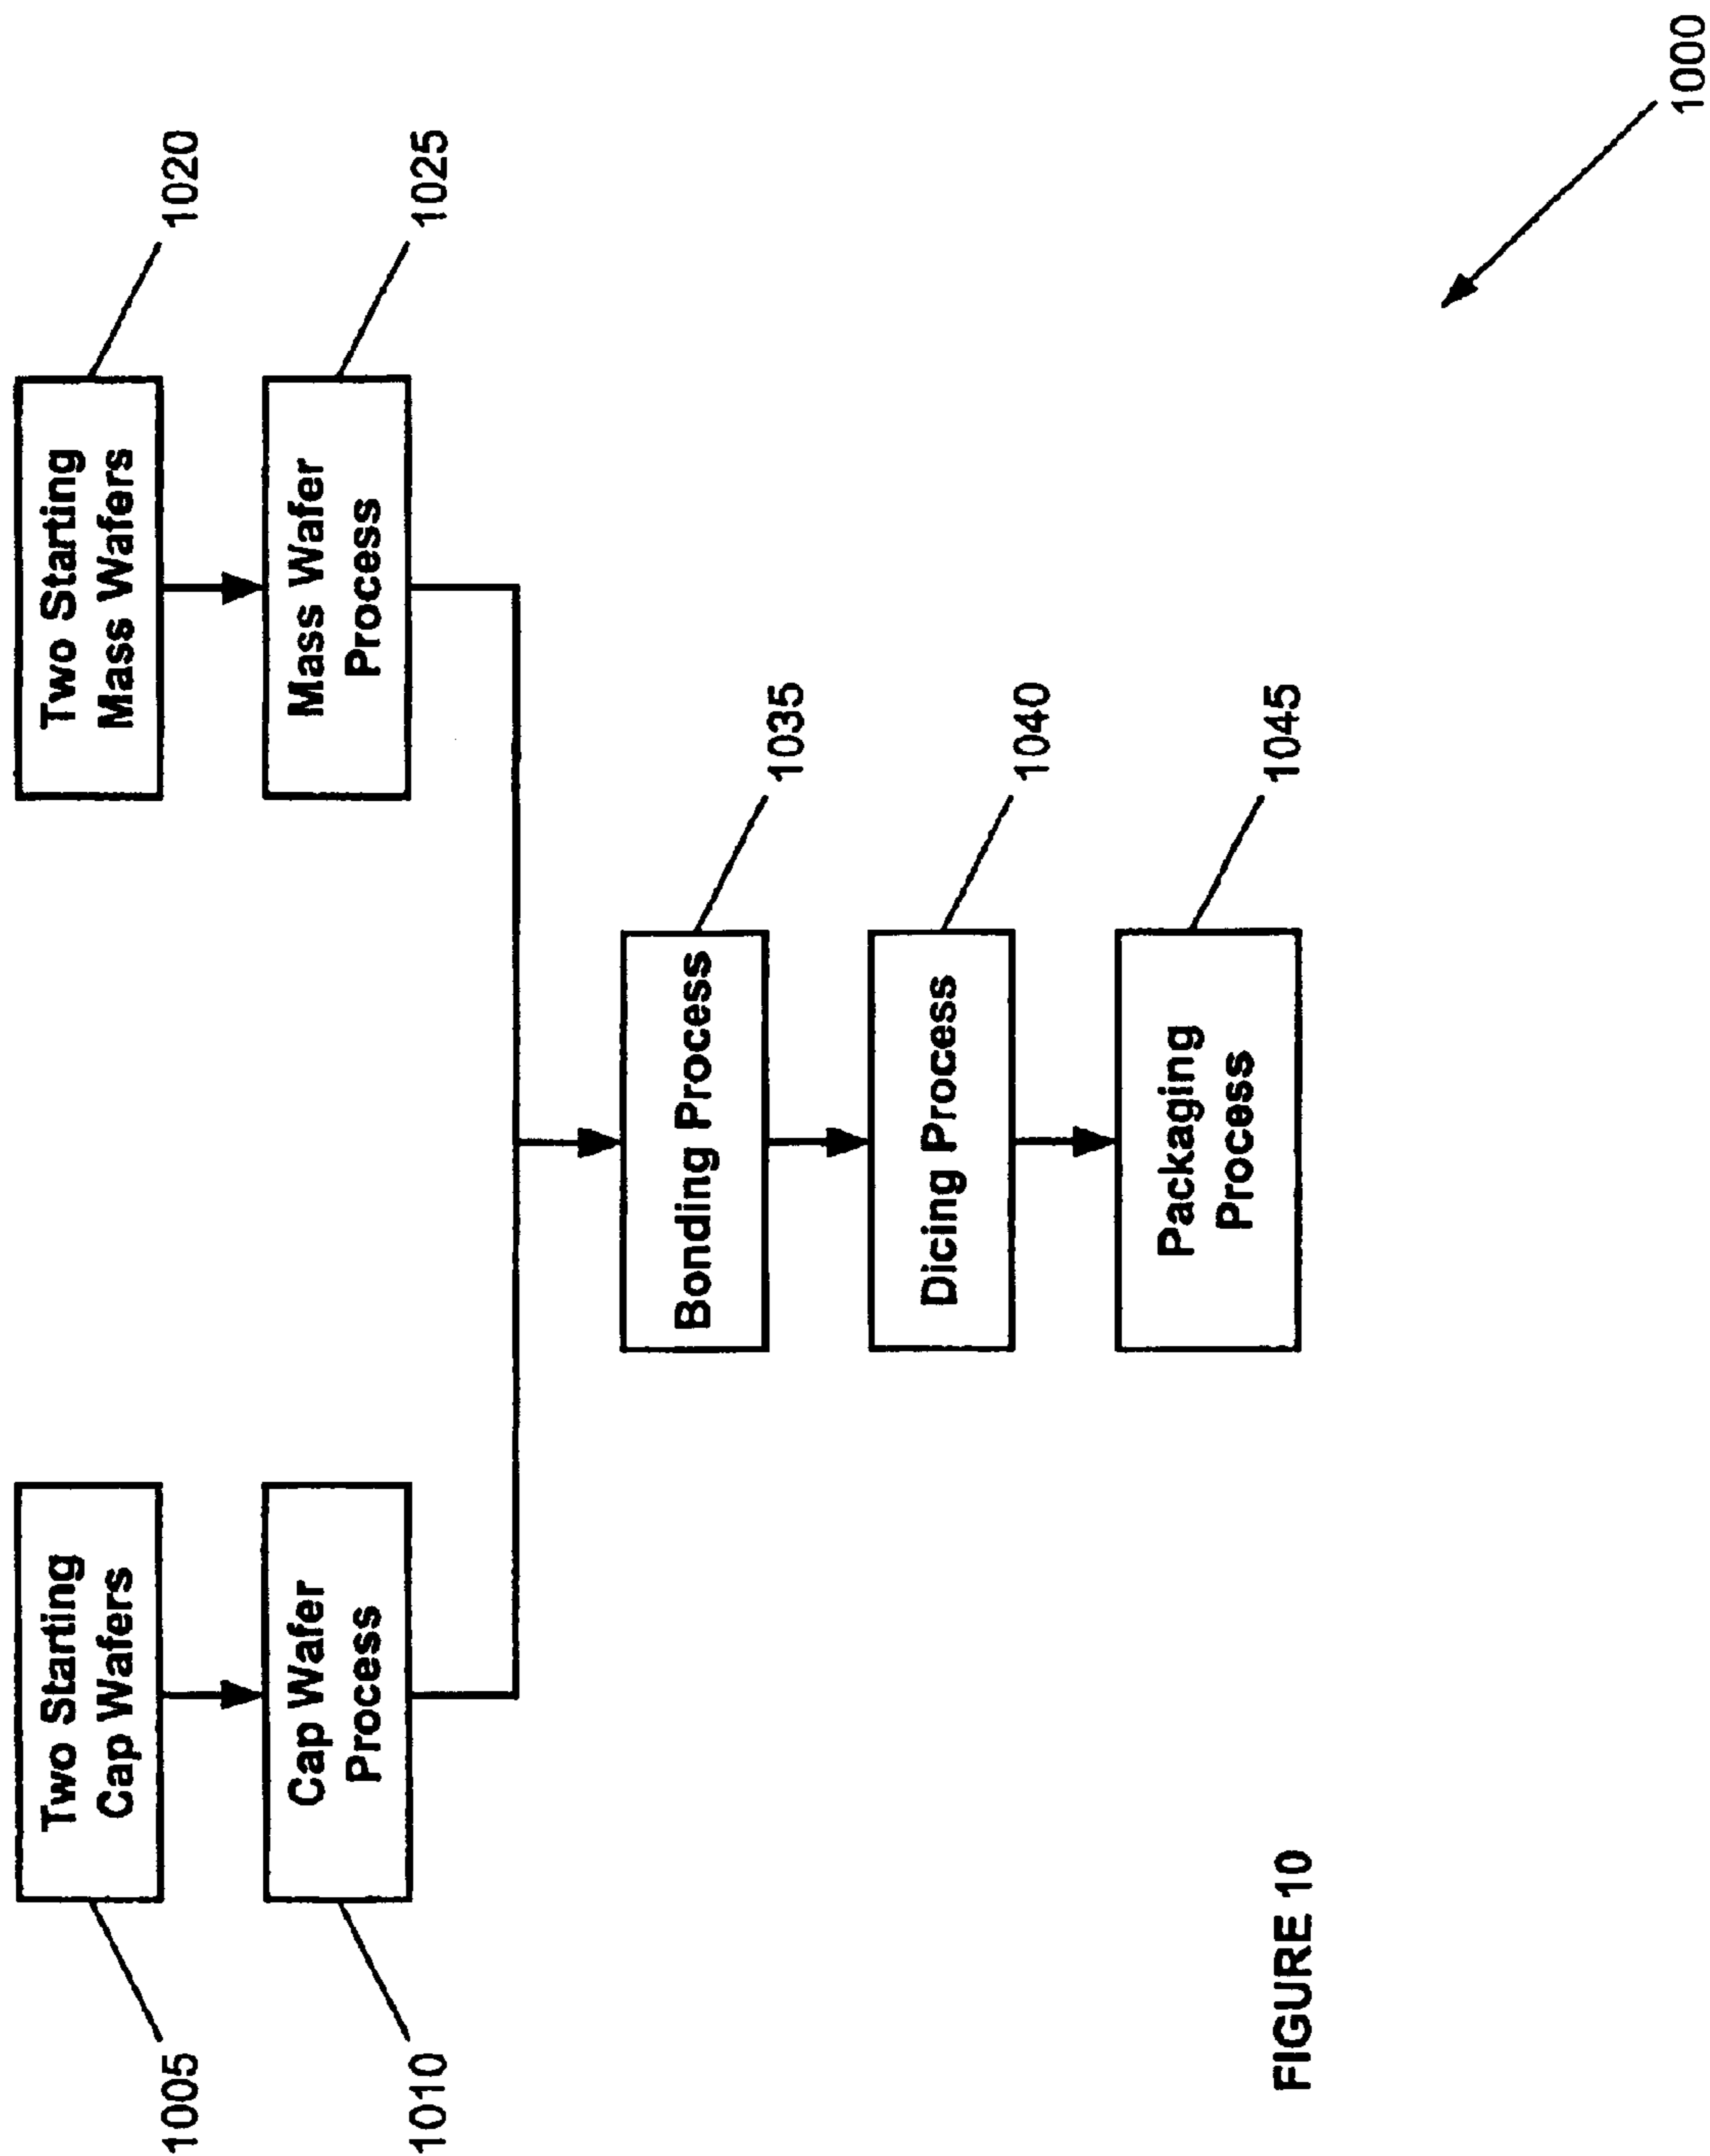 1005
Two Starting
Cap Wafers
Two Starting
Mass Wafers
1020
1010
Cap Wafer
Process
Mass Wafer
Process
1025
Bonding Process
1035
Dicing Process
1040
Packaging
Process
1045
FIGURE 10
1000